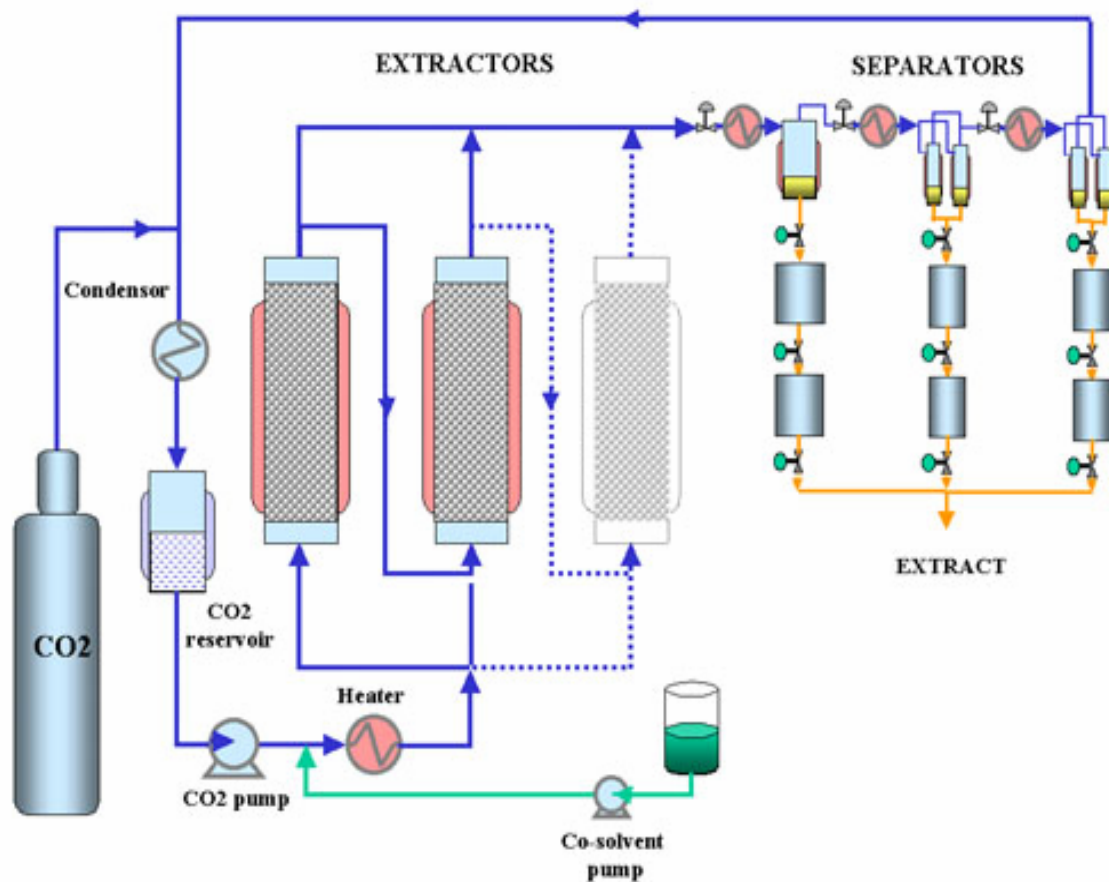 EXTRACTORS
SEPARATORS
Condensor
CO2
CO2
reservoir
EXTRACT
Heater
CO2 pump
Co-solvent
pump